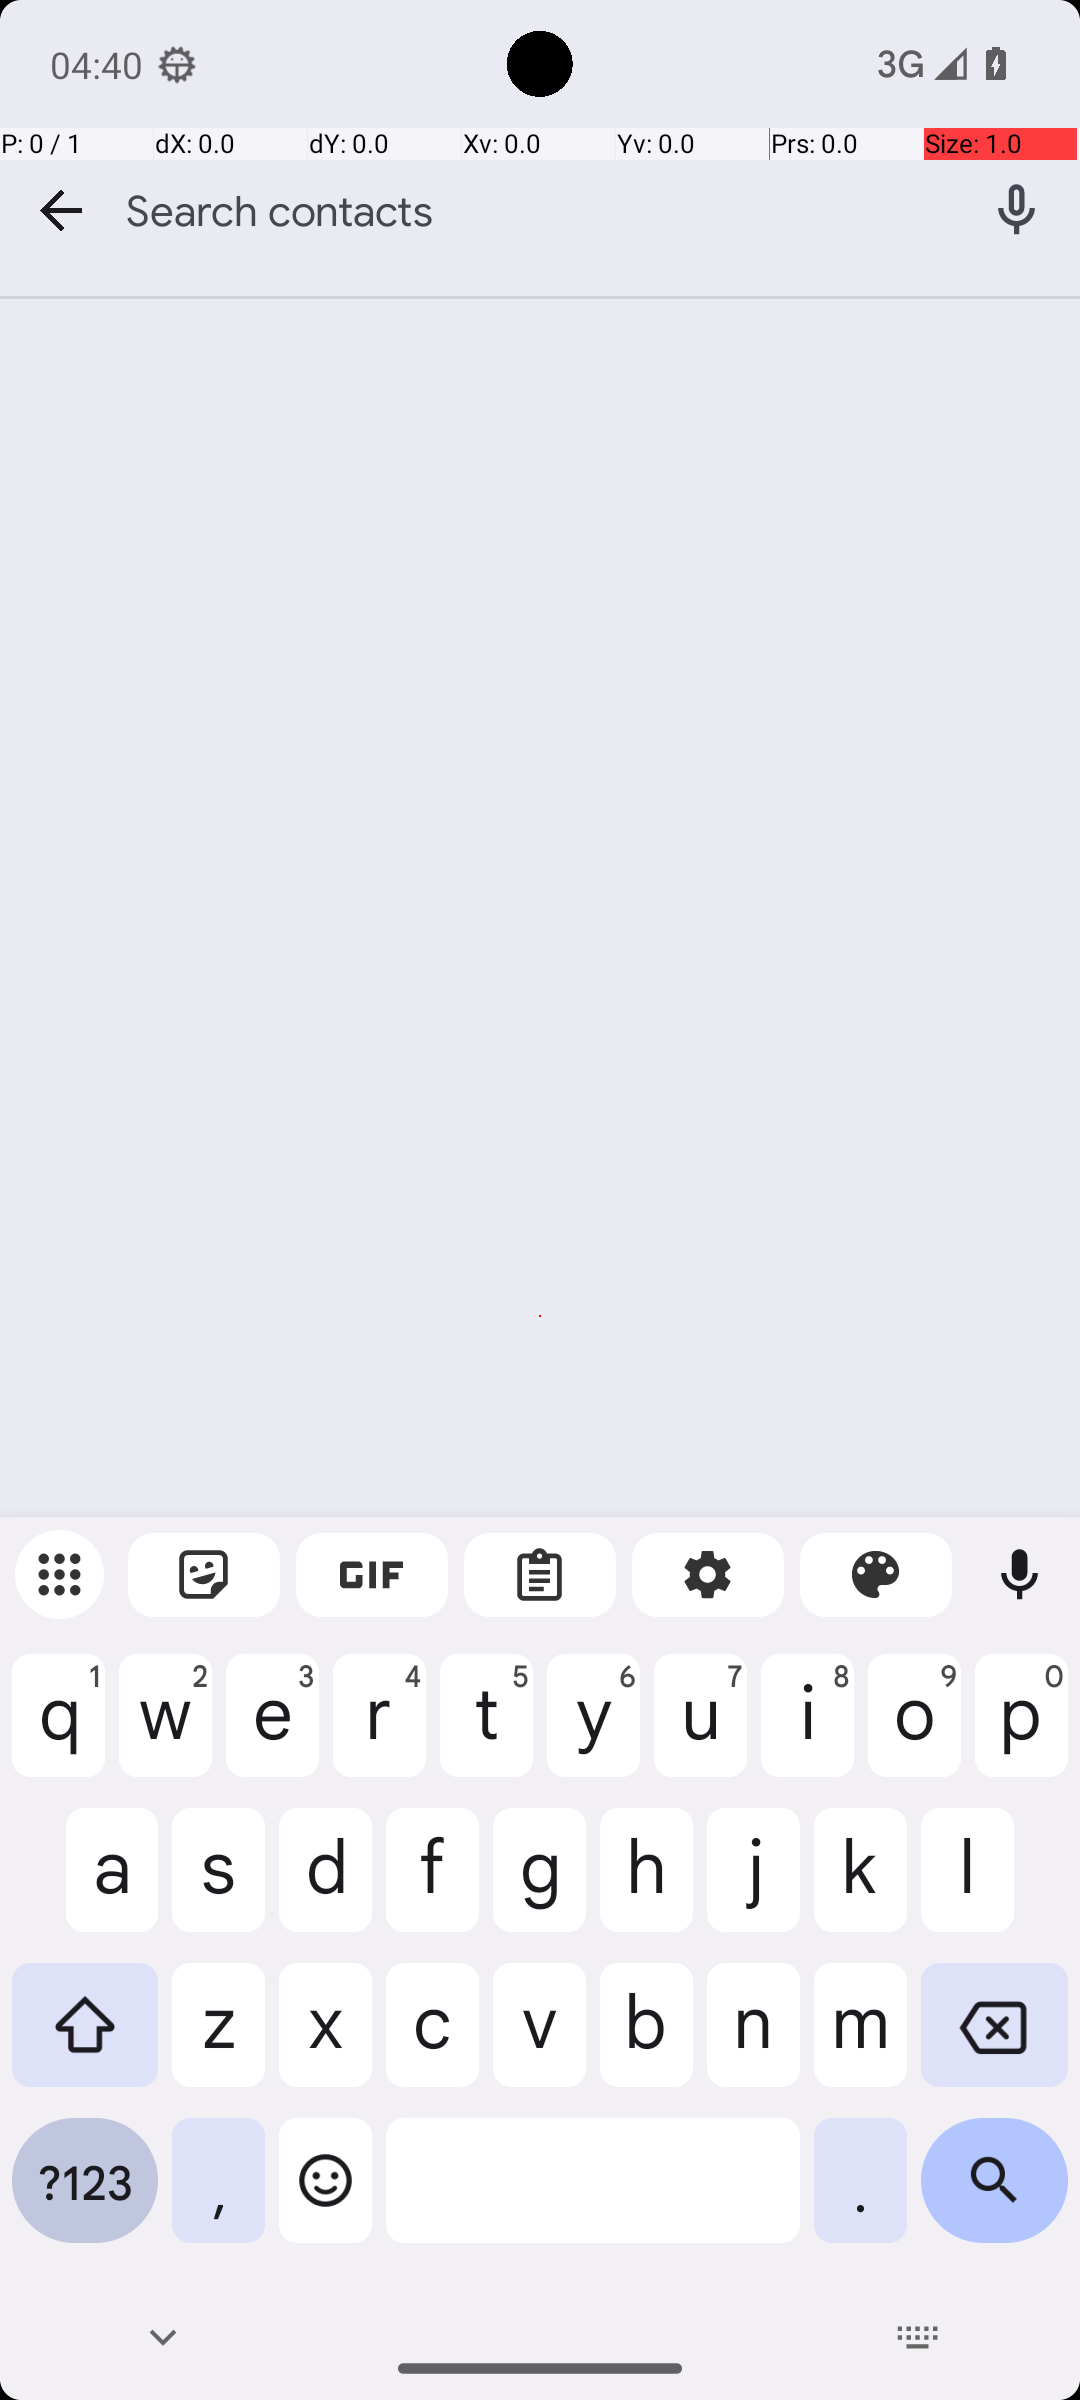 04:40 3G
P: 0 / 1 dX: 0.0 dY: 0.0 Xv: 0.0 Yv: 0.0 Prs: 0.0 Size: 1.0
Search contacts
GIF
q 1 w 2 e 3 r 4 t 5 y 6 u 7 i 8 o 9 p 0
a s d f g h j k l
z x c v b n m
?123 , .